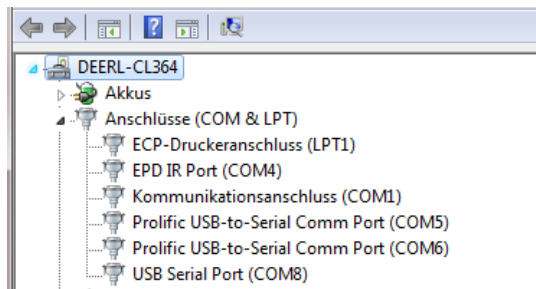 DEERL-CL364
Akkus
Anschlüsse (COM & LPT)
ECP-Druckeranschluss (LPT1)
EPD IR Port (COM4)
Kommunikationsanschluss (COM1)
Prolific USB-to-Serial Comm Port (COM5)
Prolific USB-to-Serial Comm Port (COM6)
USB Serial Port (COM8)